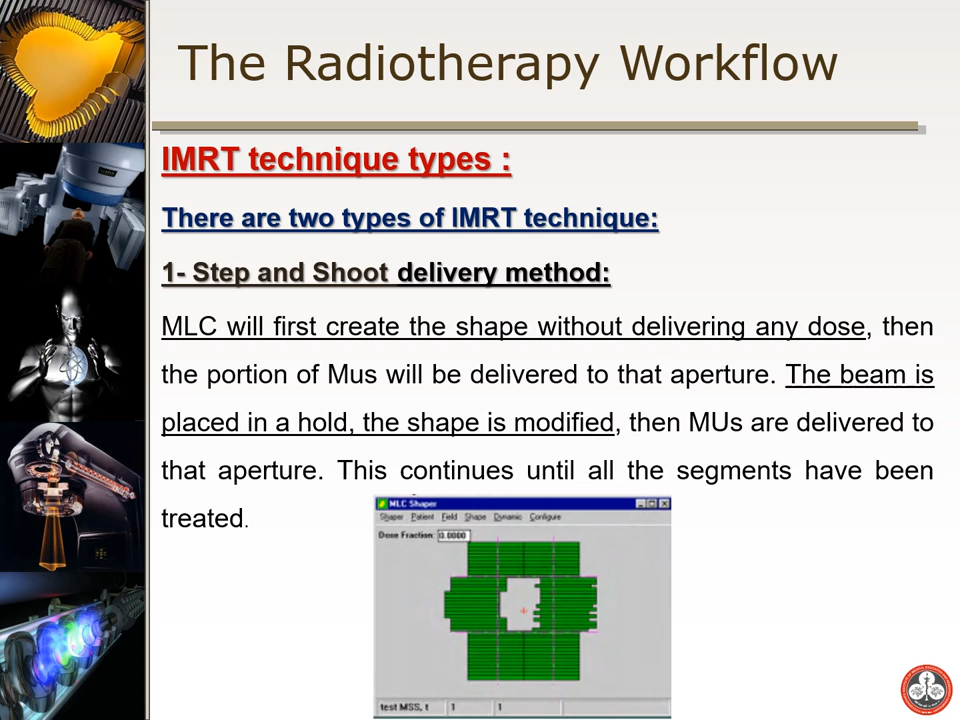 The Radiotherapy Workflow
IMRT technique types :
There are two types of IMRT technique:
1- Step and Shoot delivery method:
MLC will first create the shape without delivering any dose, then
the portion of Mus will be delivered to that aperture. The beam is
placed in a hold, the shape is modified, then MUs are delivered to
that aperture. This continues until all the segments have been
treated.
MLC Shaper
Shaper Patient Field Shape Dynamic Configure
Dose Fraction: 0.0000
test MSS, t 1 1